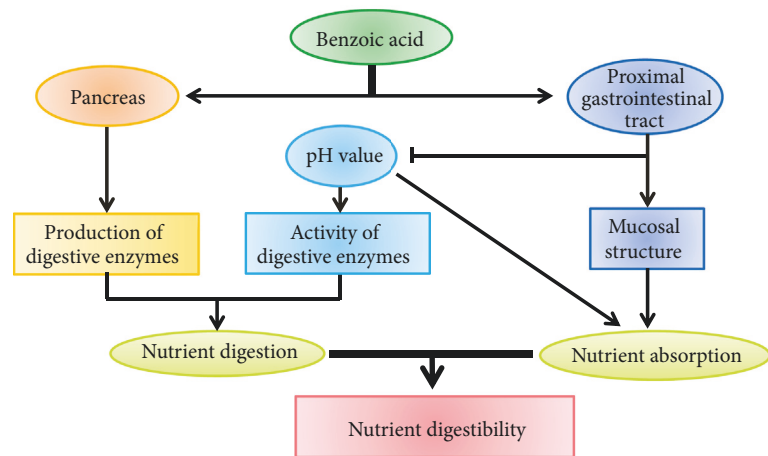 Benzoic acid
Pancreas
Proximal
gastrointestinal
tract
pH value
Production of
digestive enzymes
Activity of
digestive enzymes
Mucosal
structure
Nutrient digestion
Nutrient absorption
Nutrient digestibility